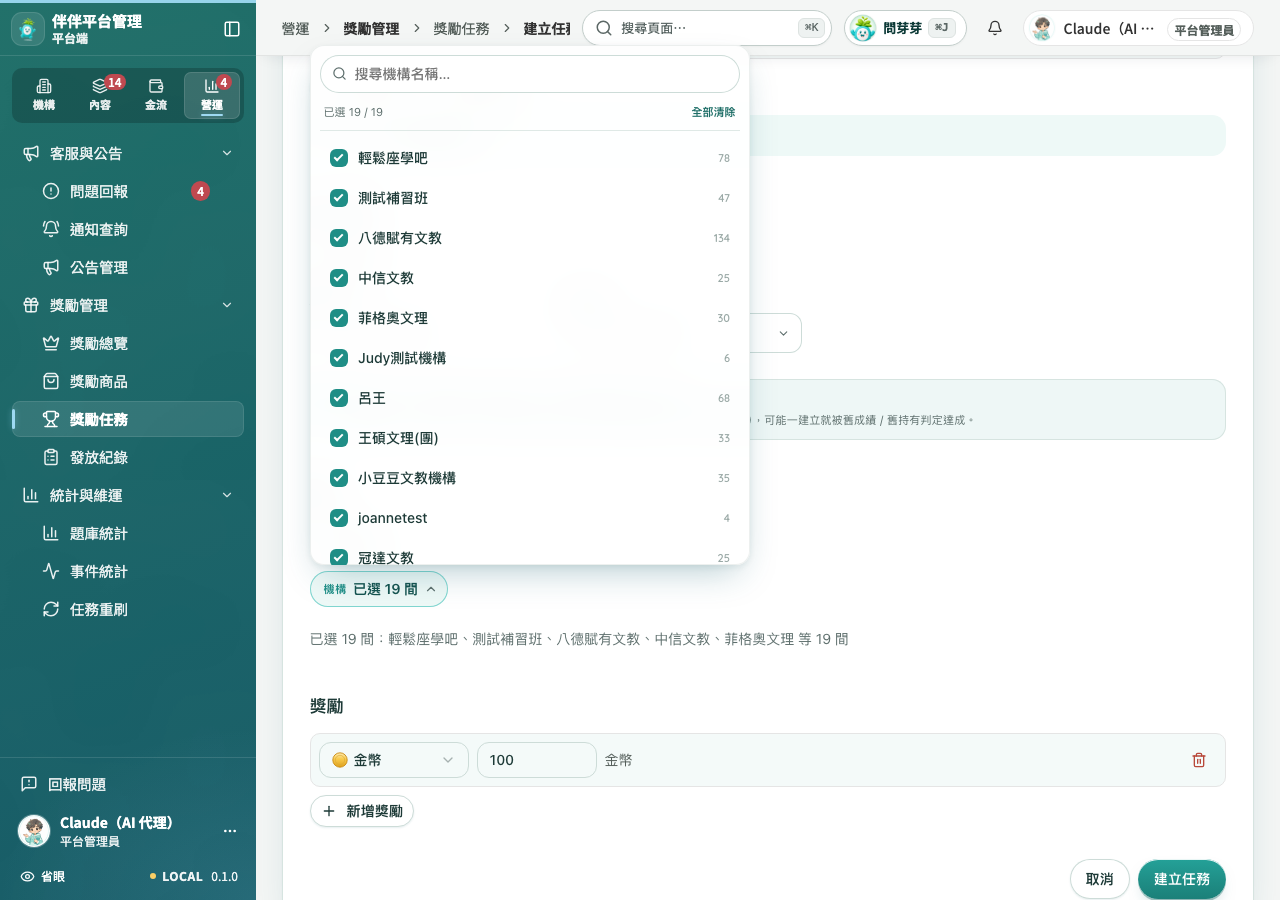 伴伴平台管理
平台端
機構
內容 14
金流
營運 4
客服與公告
問題回報 4
通知查詢
公告管理
獎勵管理
獎勵總覽
獎勵商品
獎勵任務
發放紀錄
統計與維運
題庫統計
事件統計
任務重刷
回報問題
Claude（AI 代理）
平台管理員
省眼
LOCAL 0.1.0
營運 > 獎勵管理 > 獎勵任務 > 建立任務
搜尋頁面… ⌘K
問芽芽 ⌘J
Claude（AI … 平台管理員
搜尋機構名稱...
已選 19 / 19 全部清除
輕鬆座學吧 78
測試補習班 47
八德賦有文教 134
中信文教 25
菲格奧文理 30
Judy測試機構 6
呂王 68
王碩文理(團) 33
小豆豆文教機構 35
joannetest 4
冠達文教 25
，可能一建立就被舊成績 / 舊持有判定達成。
機構 已選 19 間
已選 19 間：輕鬆座學吧、測試補習班、八德賦有文教、中信文教、菲格奧文理 等 19 間
獎勵
金幣 100 金幣
新增獎勵
取消 建立任務